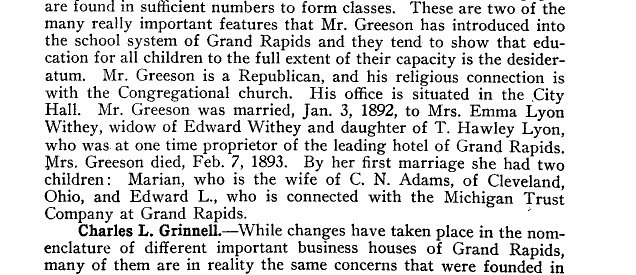 are found in sufficient numbers to form classes. These are two of the
many really important features that Mr. Greeson has introduced into
the school system of Grand Rapids and they tend to show that edu-
cation for all children to the full extent of their capacity is the desider-
atum. Mr. Greeson is a Republican, and his religious connection is
with the Congregational church. His office is situated in the City
Hall. Mr. Greeson was married, Jan. 3, 1892, to Mrs. Emma Lyon
Withey, widow of Edward Withey and daughter of T. Hawley Lyon,
who was at one time proprietor of the leading hotel of Grand Rapids.
Mrs. Greeson died, Feb. 7, 1893. By her first marriage she had two
children: Marian, who is the wife of C. N. Adams, of Cleveland,
Ohio, and Edward L., who is connected with the Michigan Trust
Company at Grand Rapids.
Charles L. Grinnell.—While changes have taken place in the nom-
enclature of different important business houses of Grand Rapids,
many of them are in reality the same concerns that were founded in